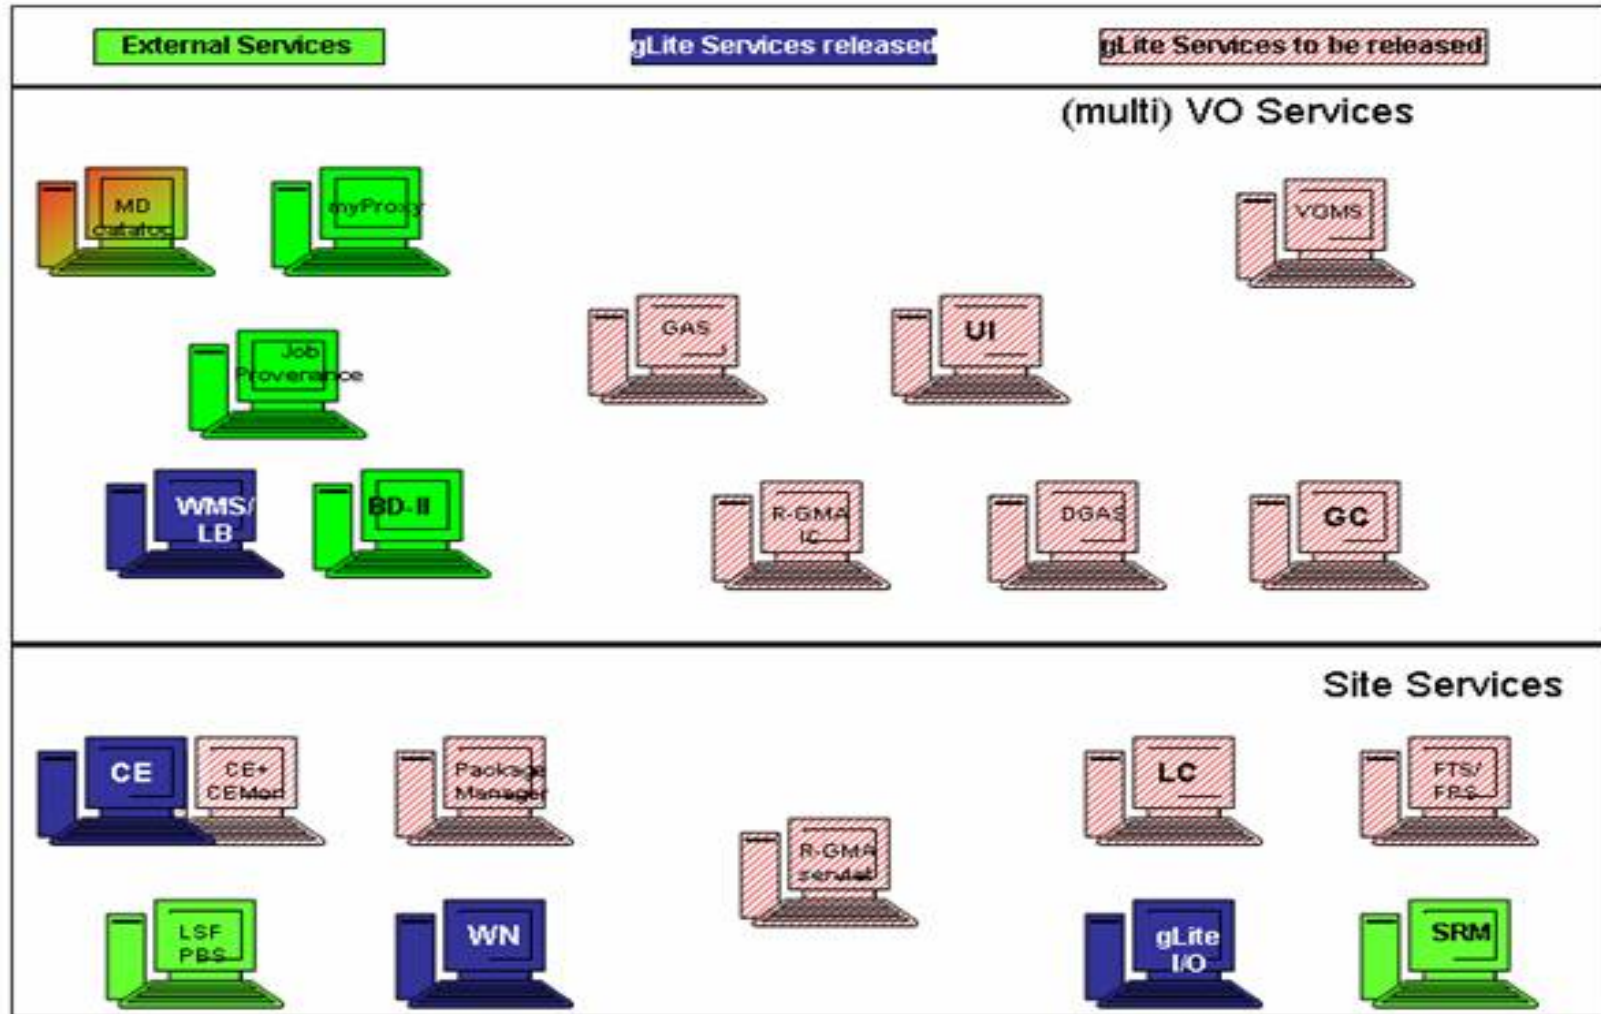 External Services
gLite Services released
gLite Services to be released
(multi) VO Services
MD
catalog
myProxy
VOMS
GAS
UI
Job
Provenance
WMS/
LB
BD-II
R-GMA
IC
DGAS
GC
Site Services
CE
CE+
CEMon
Package
Manager
LC
FTS/
FPS
R-GMA
servlet
LSF
PBS
WN
gLite
I/O
SRM